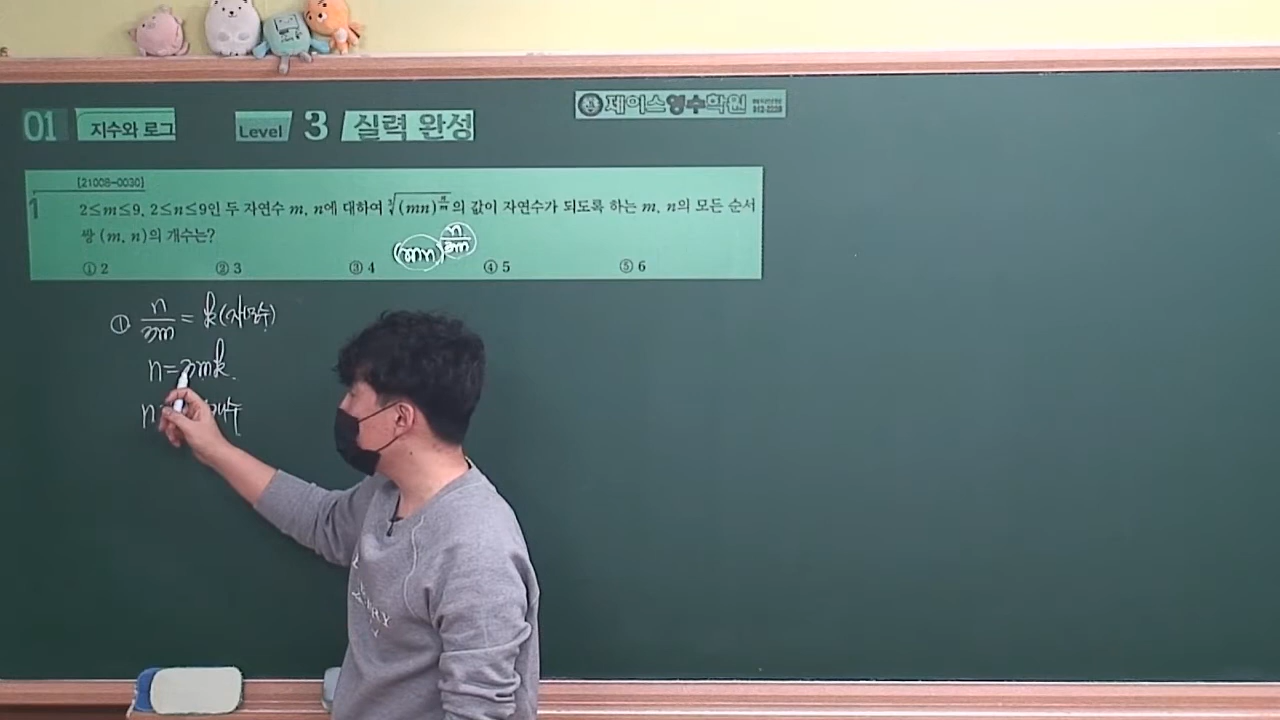 제이스영수학원
01 지수와 로그 Level 3 실력 완성
[21008-0030]
1 2≤m≤9, 2≤n≤9인 두 자연수 m, n에 대하여 ∛(mn)^(n/m)의 값이 자연수가 되도록 하는 m, n의 모든 순서
쌍 (m, n)의 개수는?
(mn)^(n/3m)
① 2 ② 3 ③ 4 ④ 5 ⑤ 6
① n/3m = k(자연수)
n=3mk